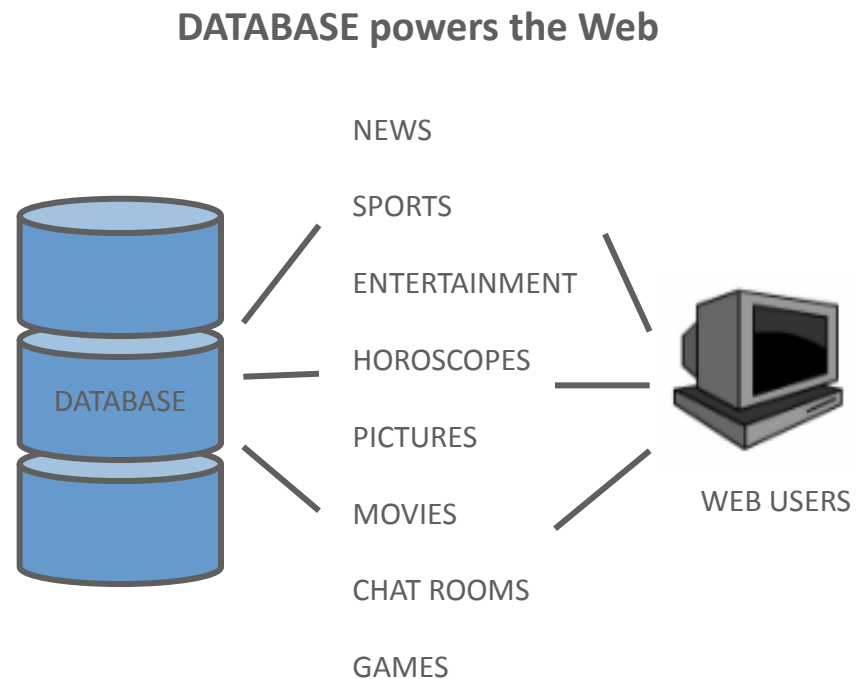 DATABASE powers the Web
NEWS
SPORTS
ENTERTAINMENT
HOROSCOPES
DATABASE
PICTURES
MOVIES
WEB USERS
CHAT ROOMS
GAMES